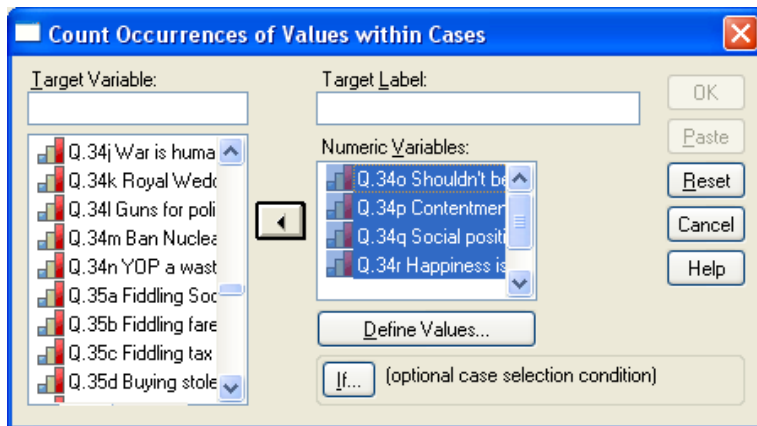 Count Occurrences of Values within Cases
Target Variable:
Target Label:
OK
Q.34j War is huma
Q.34k Royal Wedd
Q.34l Guns for poli
Q.34m Ban Nuclea
Q.34n YOP a wast
Q.35a Fiddling Soc
Q.35b Fiddling fare
Q.35c Fiddling tax
Q.35d Buying stole
Numeric Variables:
Q.34o Shouldn't be
Q.34p Contentmer
Q.34q Social positi
Q.34r Happiness is
Paste
Reset
Cancel
Help
Define Values...
If... (optional case selection condition)